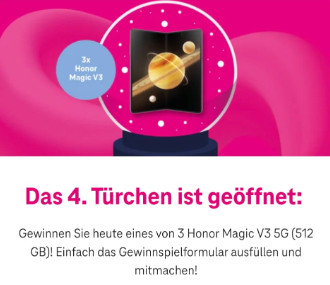 3x
Honor
Magic V3
Das 4. Türchen ist geöffnet:
Gewinnen Sie heute eines von 3 Honor Magic V3 5G (512
GB)! Einfach das Gewinnspielformular ausfüllen und
mitmachen!